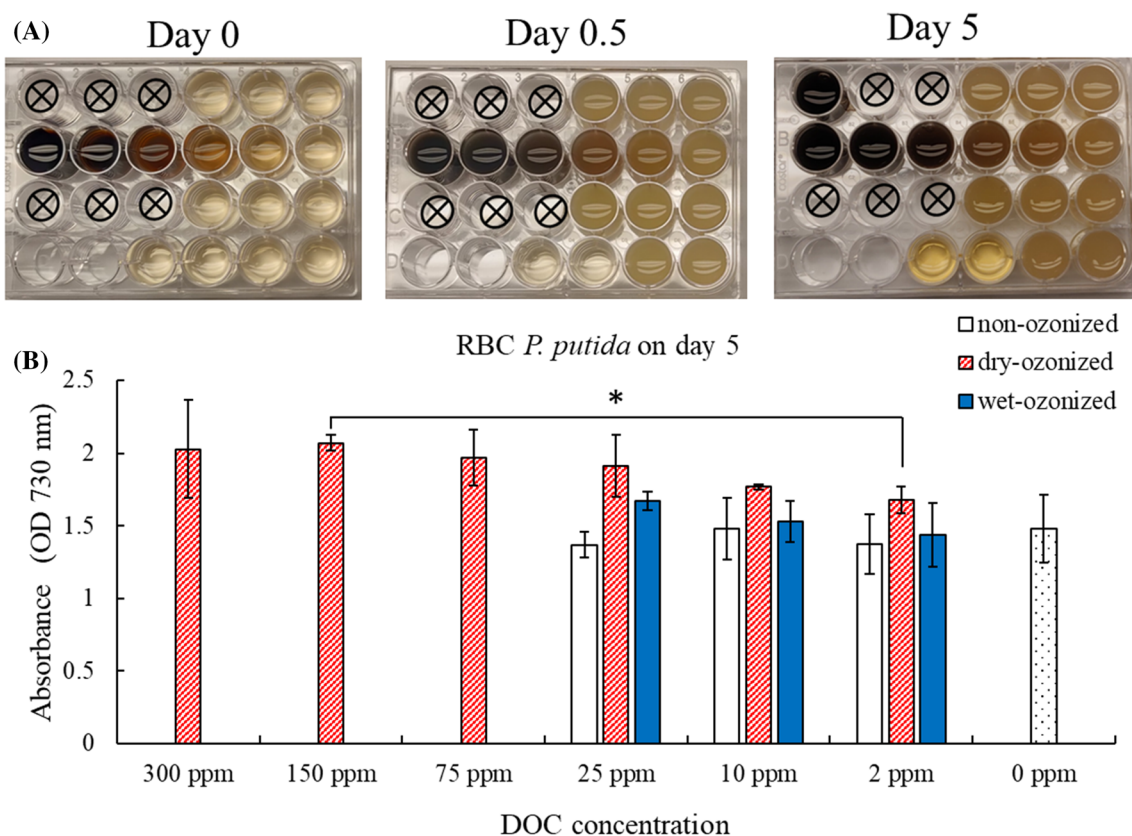 (A)
Day 0
Day 0.5
Day 5
non-ozonized
dry-ozonized
wet-ozonized
RBC P. putida on day 5
(B)
Absorbance (OD 730 nm)
2.5
2
1.5
1
0.5
0
*
300 ppm
150 ppm
75 ppm
25 ppm
10 ppm
2 ppm
0 ppm
DOC concentration